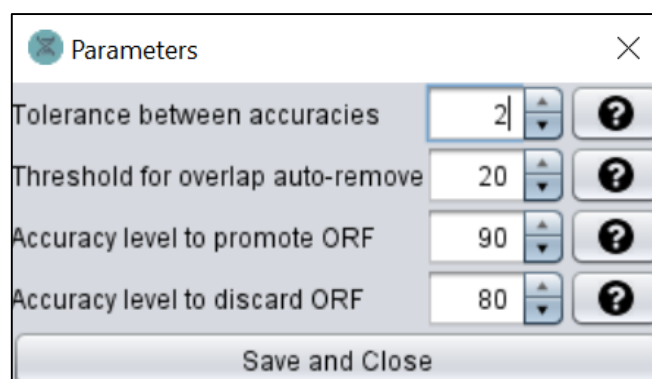 Parameters
Tolerance between accuracies 2 ?
Threshold for overlap auto-remove 20 ?
Accuracy level to promote ORF 90 ?
Accuracy level to discard ORF 80 ?
Save and Close